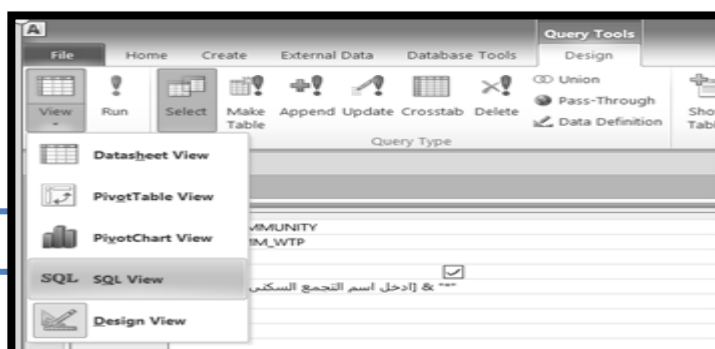 A
Query Tools
File Home Create External Data Database Tools Design
View Run Select Make Table Append Update Crosstab Delete
Union
Pass-Through
Data Definition
Query Type
Datasheet View
PivotTable View
PivotChart View
SQL SQL View
Design View
MMUNITY
M_WTP
"*" & [ادخل اسم التجمع السكني